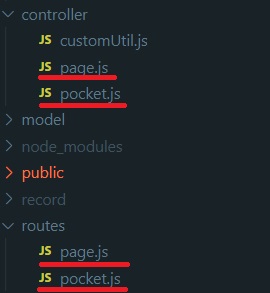 controller
JS customUtil.js
JS page.js
JS pocket.js
model
node_modules
public
record
routes
JS page.js
JS pocket.js